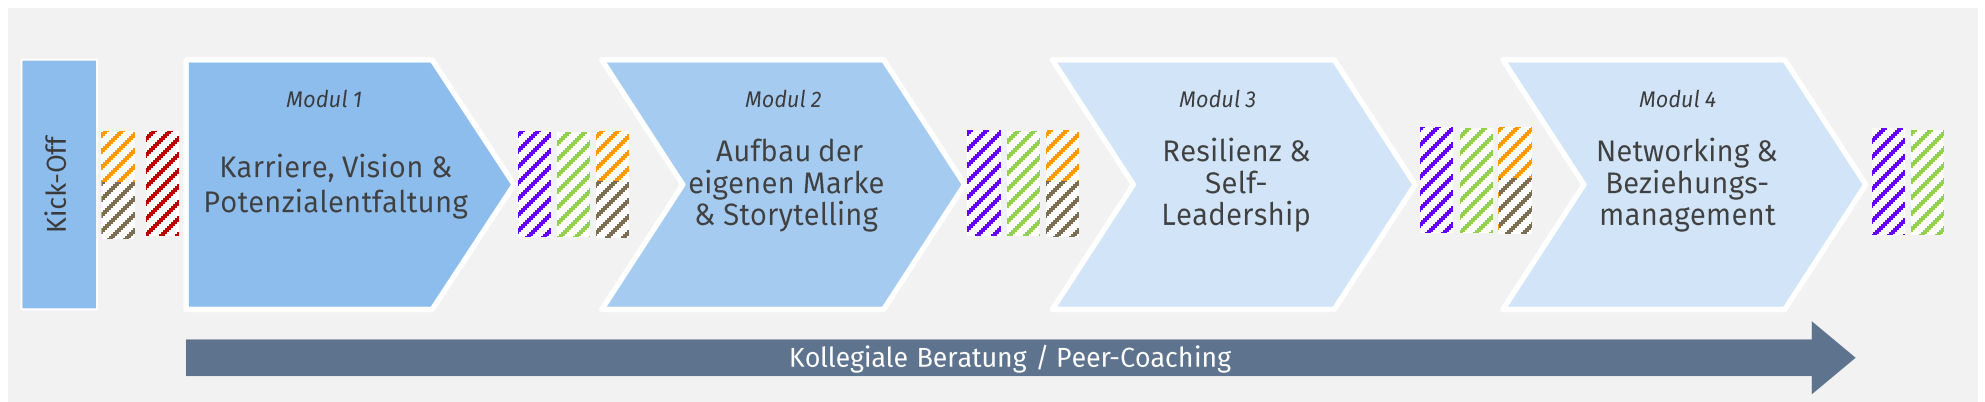 Kick-Off
Modul 1
Karriere, Vision &
Potenzialentfaltung
Modul 2
Aufbau der
eigenen Marke
& Storytelling
Modul 3
Resilienz &
Self-
Leadership
Modul 4
Networking &
Beziehungs-
management
Kollegiale Beratung / Peer-Coaching